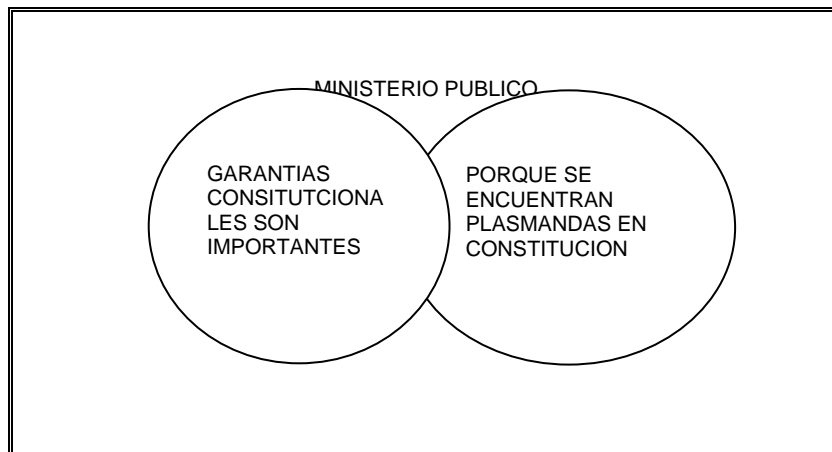 MINISTERIO PUBLICO
GARANTIAS
CONSITUTCIONA
LES SON
IMPORTANTES
PORQUE SE
ENCUENTRAN
PLASMANDAS EN
CONSTITUCION